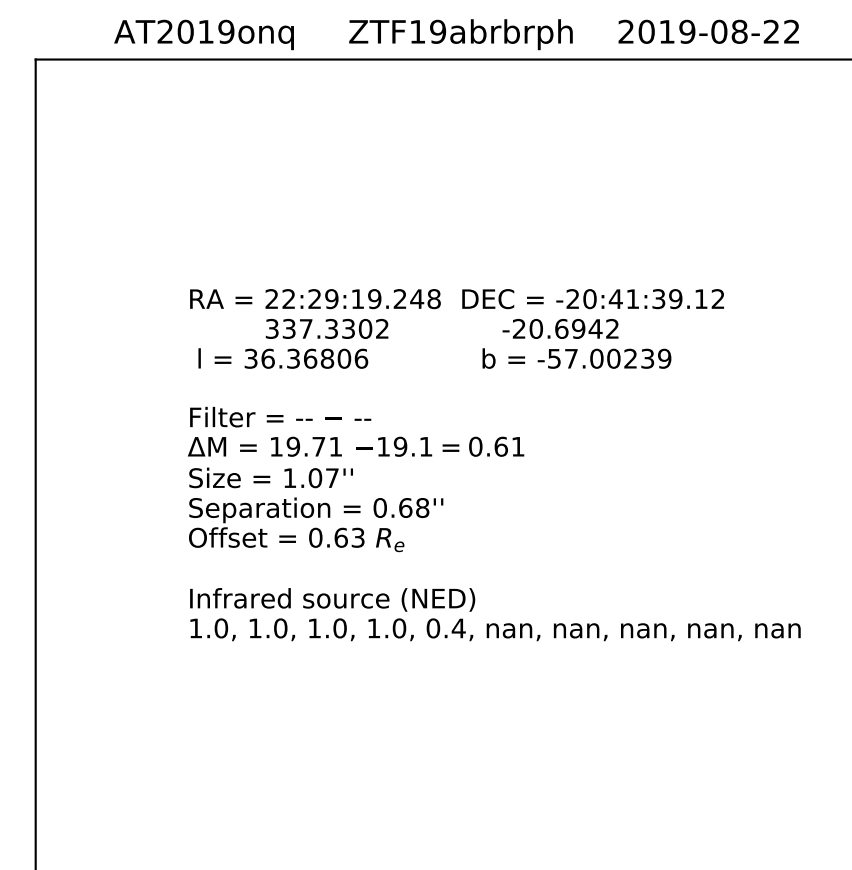 AT2019onq ZTF19abrbrph 2019-08-22
RA = 22:29:19.248 DEC = -20:41:39.12
337.3302 -20.6942
l = 36.36806 b = -57.00239
Filter = -- − --
ΔM = 19.71 −19.1 = 0.61
Size = 1.07''
Separation = 0.68''
Offset = 0.63 Rₑ
Infrared source (NED)
1.0, 1.0, 1.0, 1.0, 0.4, nan, nan, nan, nan, nan